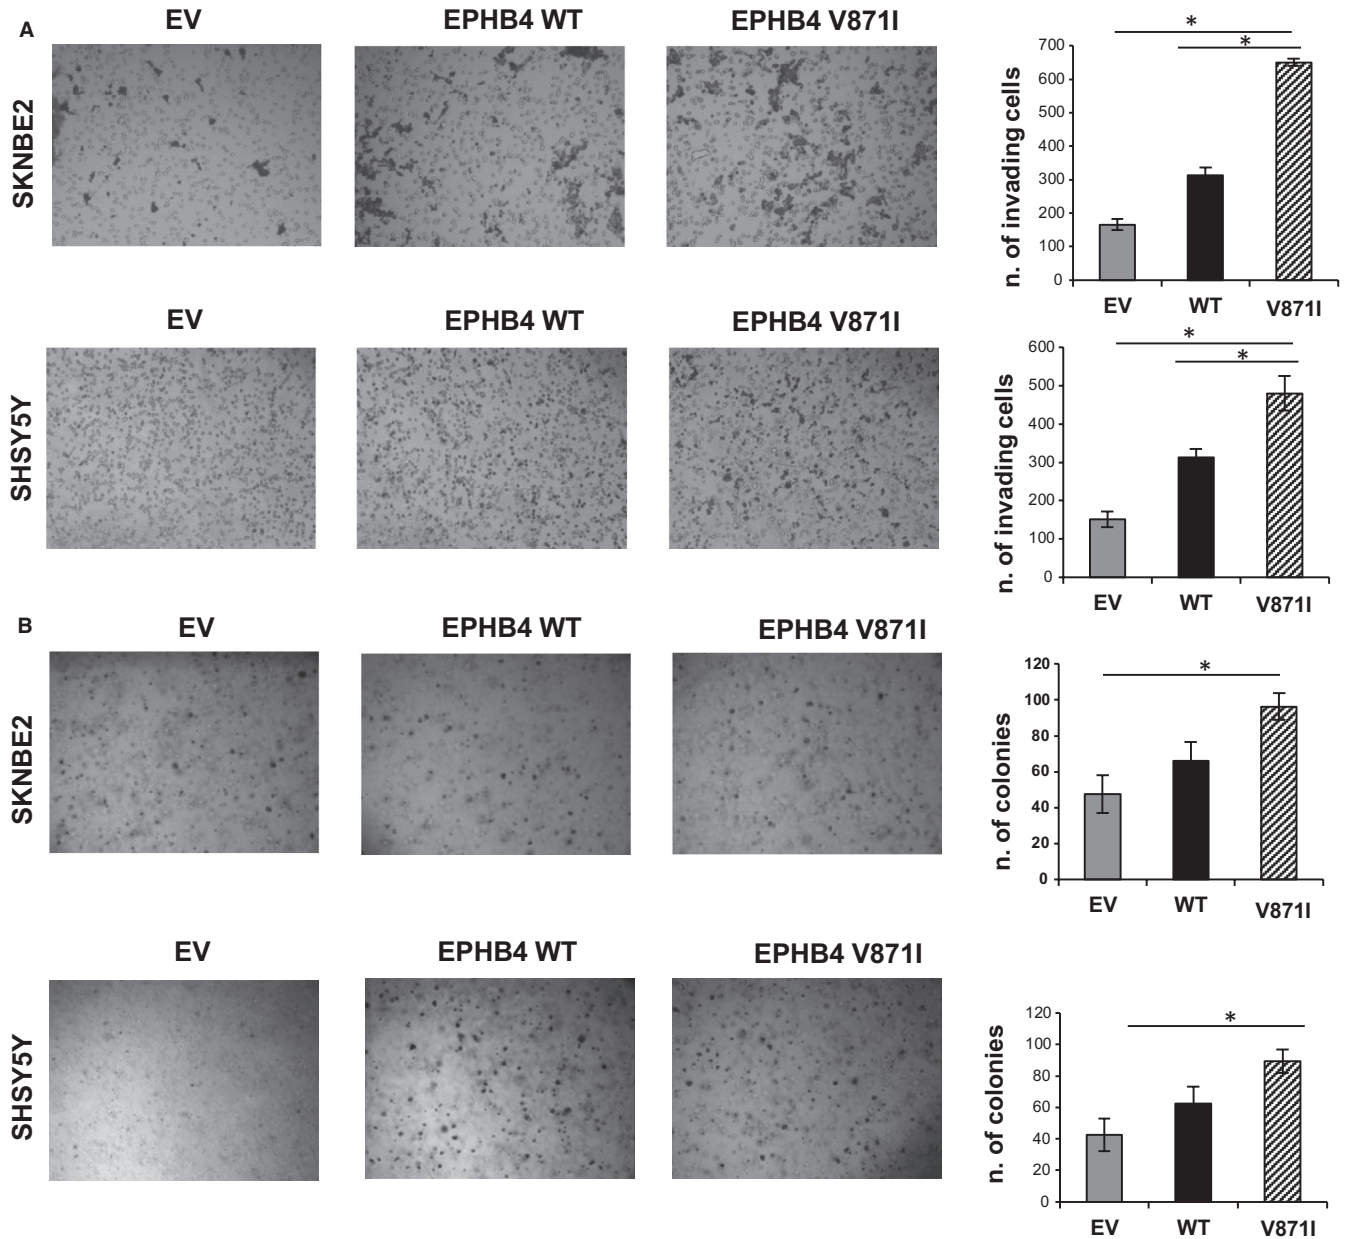 A
EV
EPHB4 WT
EPHB4 V871I
SKNBE2
n. of invading cells
*
*
700
600
500
400
300
200
100
0
EV
WT
V871I
EV
EPHB4 WT
EPHB4 V871I
SHSY5Y
n. of invading cells
*
*
600
500
400
300
200
100
0
EV
WT
V871I
B
EV
EPHB4 WT
EPHB4 V871I
SKNBE2
n. of colonies
*
120
100
80
60
40
20
0
EV
WT
V871I
EV
EPHB4 WT
EPHB4 V871I
SHSY5Y
n. of colonies
*
120
100
80
60
40
20
0
EV
WT
V871I